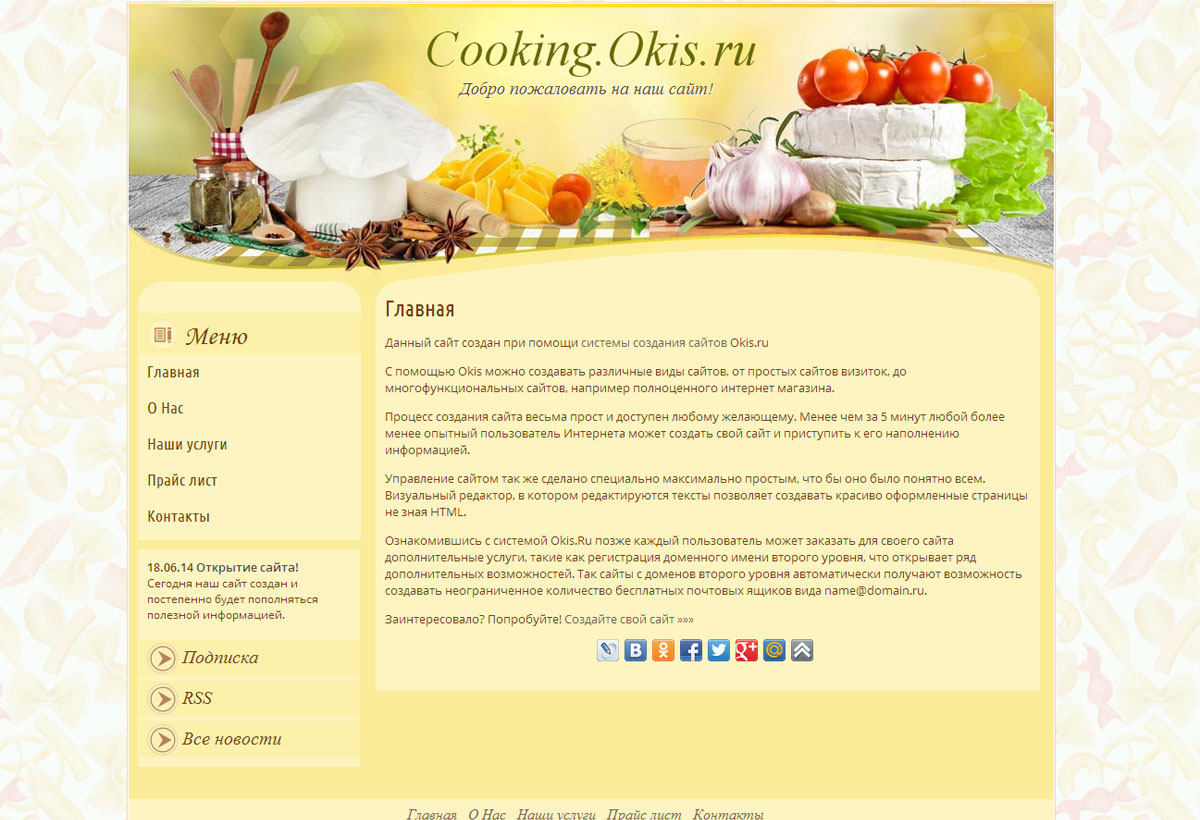 Cooking.Okis.ru
Добро пожаловать на наш сайт!
Меню
Главная
О Нас
Наши услуги
Прайс лист
Контакты
18.06.14 Открытие сайта!
Сегодня наш сайт создан и
постепенно будет пополняться
полезной информацией.
Подписка
RSS
Все новости
Главная
Данный сайт создан при помощи системы создания сайтов Okis.ru
С помощью Okis можно создавать различные виды сайтов, от простых сайтов визиток, до
многофункциональных сайтов, например полноценного интернет магазина.
Процесс создания сайта весьма прост и доступен любому желающему. Менее чем за 5 минут любой более
менее опытный пользователь Интернета может создать свой сайт и приступить к его наполнению
информацией.
Управление сайтом так же сделано специально максимально простым, что бы оно было понятно всем.
Визуальный редактор, в котором редактируются тексты позволяет создавать красиво оформленные страницы
не зная HTML.
Ознакомившись с системой Okis.Ru позже каждый пользователь может заказать для своего сайта
дополнительные услуги, такие как регистрация доменного имени второго уровня, что открывает ряд
дополнительных возможностей. Так сайты с доменов второго уровня автоматически получают возможность
создавать неограниченное количество бесплатных почтовых ящиков вида name@domain.ru.
Заинтересовало? Попробуйте! Создайте свой сайт »»»
Главная О Нас Наши услуги Прайс лист Контакты